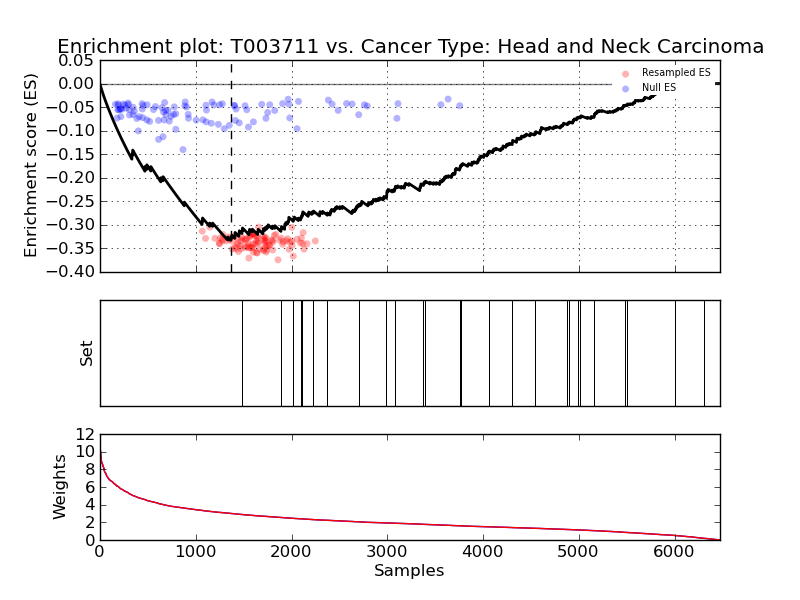 Enrichment plot: T003711 vs. Cancer Type: Head and Neck Carcinoma
Enrichment score (ES)
0.05
0.00
−0.05
−0.10
−0.15
−0.20
−0.25
−0.30
−0.35
−0.40
Resampled ES
Null ES
Set
Weights
12
10
8
6
4
2
0
0 1000 2000 3000 4000 5000 6000
Samples